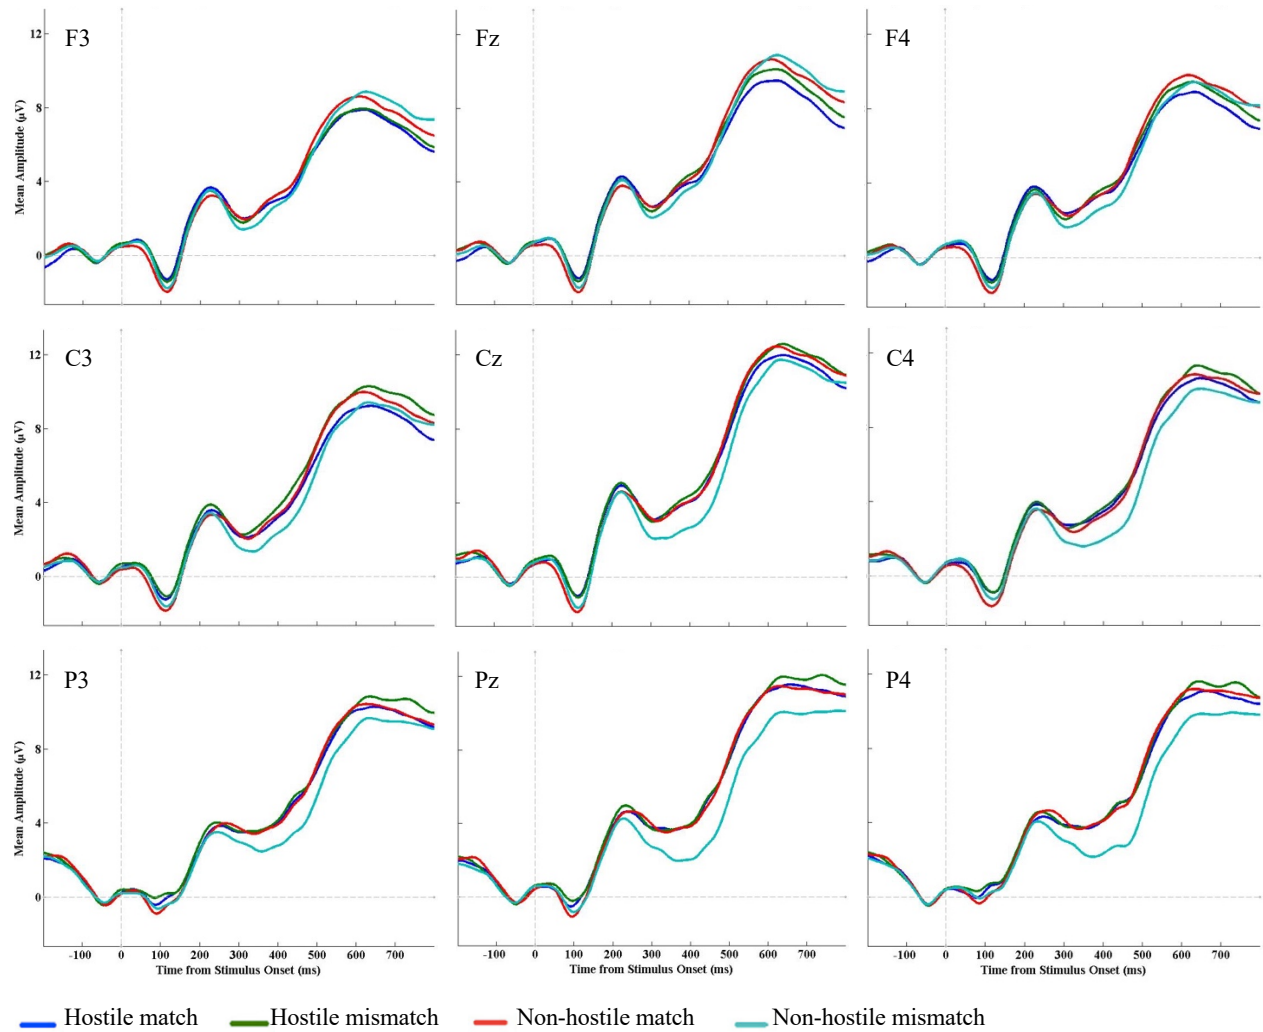 F3 Fz F4
12
8
4
0
Mean Amplitude (μV)
C3 Cz C4
12
8
4
0
Mean Amplitude (μV)
P3 Pz P4
12
8
4
0
Mean Amplitude (μV)
-100 0 100 200 300 400 500 600 700 -100 0 100 200 300 400 500 600 700 -100 0 100 200 300 400 500 600 700
Time from Stimulus Onset (ms) Time from Stimulus Onset (ms) Time from Stimulus Onset (ms)
Hostile match Hostile mismatch Non-hostile match Non-hostile mismatch